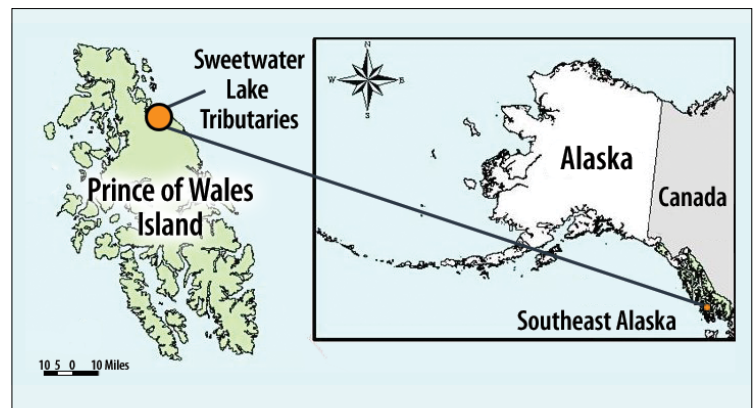 Sweetwater
Lake
Tributaries
Prince of Wales
Island
10 5 0 10 Miles
N
W E
S
Alaska
Canada
Southeast Alaska